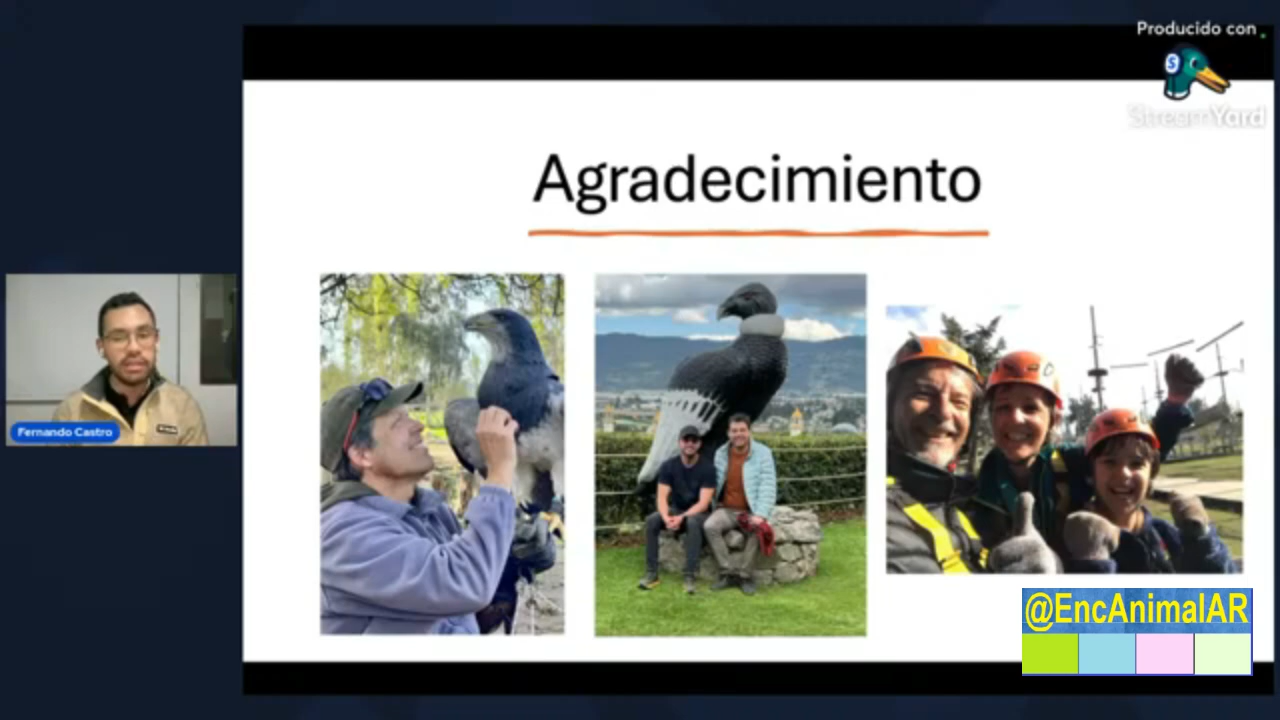 Producido con
StreamYard
Agradecimiento
Fernando Castro
@EncAnimalAR